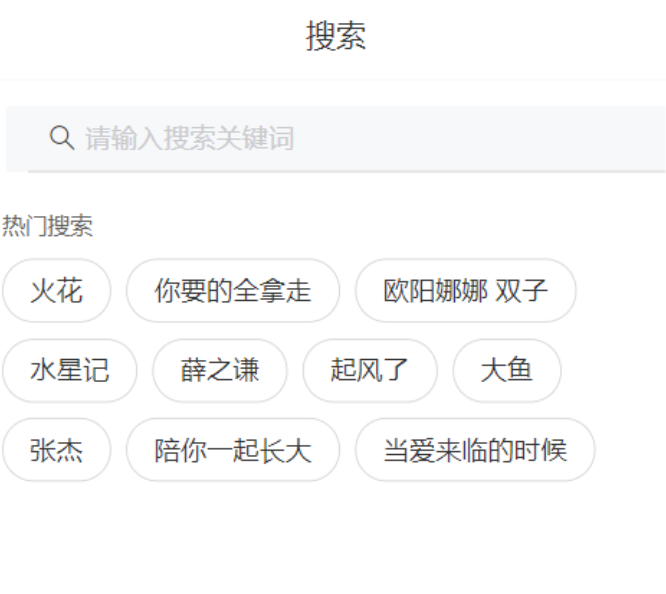 搜索
请输入搜索关键词
热门搜索
火花 你要的全拿走 欧阳娜娜 双子
水星记 薛之谦 起风了 大鱼
张杰 陪你一起长大 当爱来临的时候